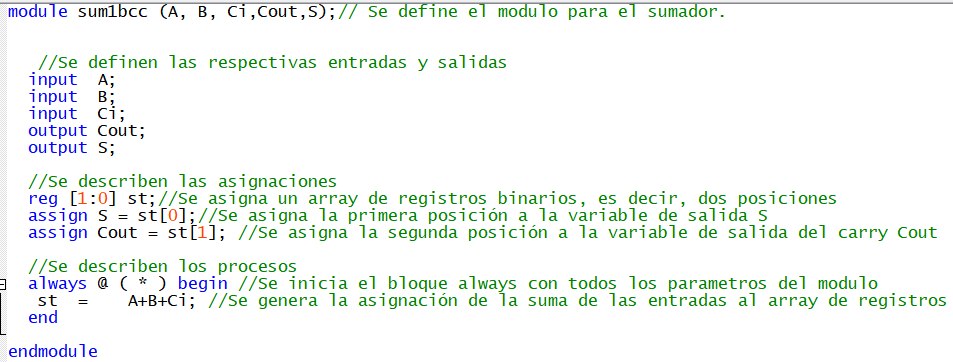 module sum1bcc (A, B, Ci,Cout,S);// Se define el modulo para el sumador.
//Se definen las respectivas entradas y salidas
input A;
input B;
input Ci;
output Cout;
output S;
//Se describen las asignaciones
reg [1:0] st;//Se asigna un array de registros binarios, es decir, dos posiciones
assign S = st[0];//Se asigna la primera posición a la variable de salida S
assign Cout = st[1]; //Se asigna la segunda posición a la variable de salida del carry Cout
//Se describen los procesos
always @ ( * ) begin //Se inicia el bloque always con todos los parametros del modulo
st = A+B+Ci; //Se genera la asignación de la suma de las entradas al array de registros
end
endmodule